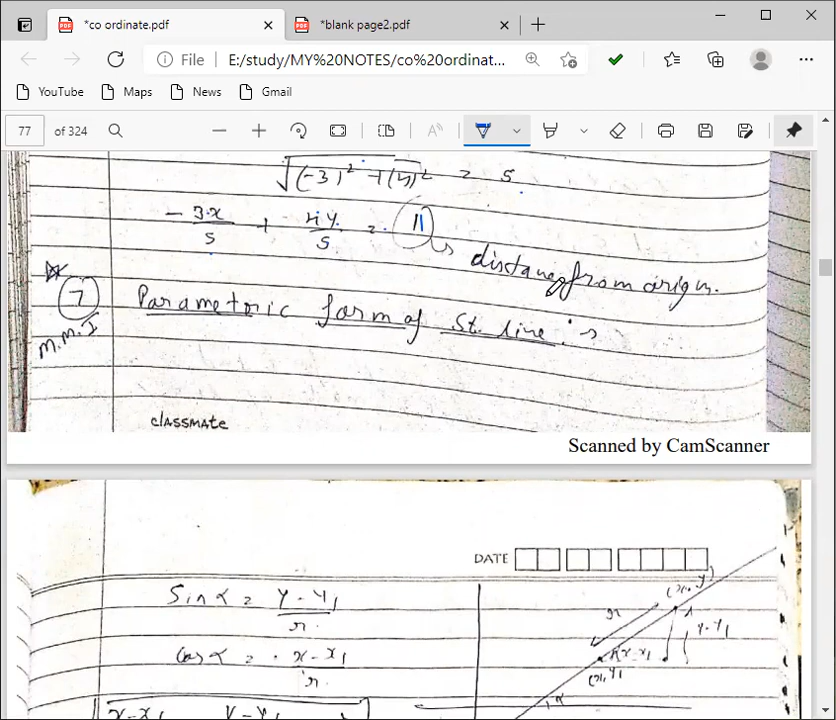 *co ordinate.pdf
*blank page2.pdf
File E:/study/MY%20NOTES/co%20ordinat...
YouTube Maps News Gmail
77 of 324
√(-3)² + (4)² = 5
-3x/5 + 4y/5 = 11
is distance from origin.
7 Parametric form of St. line :→
M.M.I
classmate
Scanned by CamScanner
DATE
Sin α = y - y₁/r
Cos α = x - x₁/r
(x, y)
r
A
y-y₁
x-x₁
(x₁ y₁
α
x-x₁ y-y₁